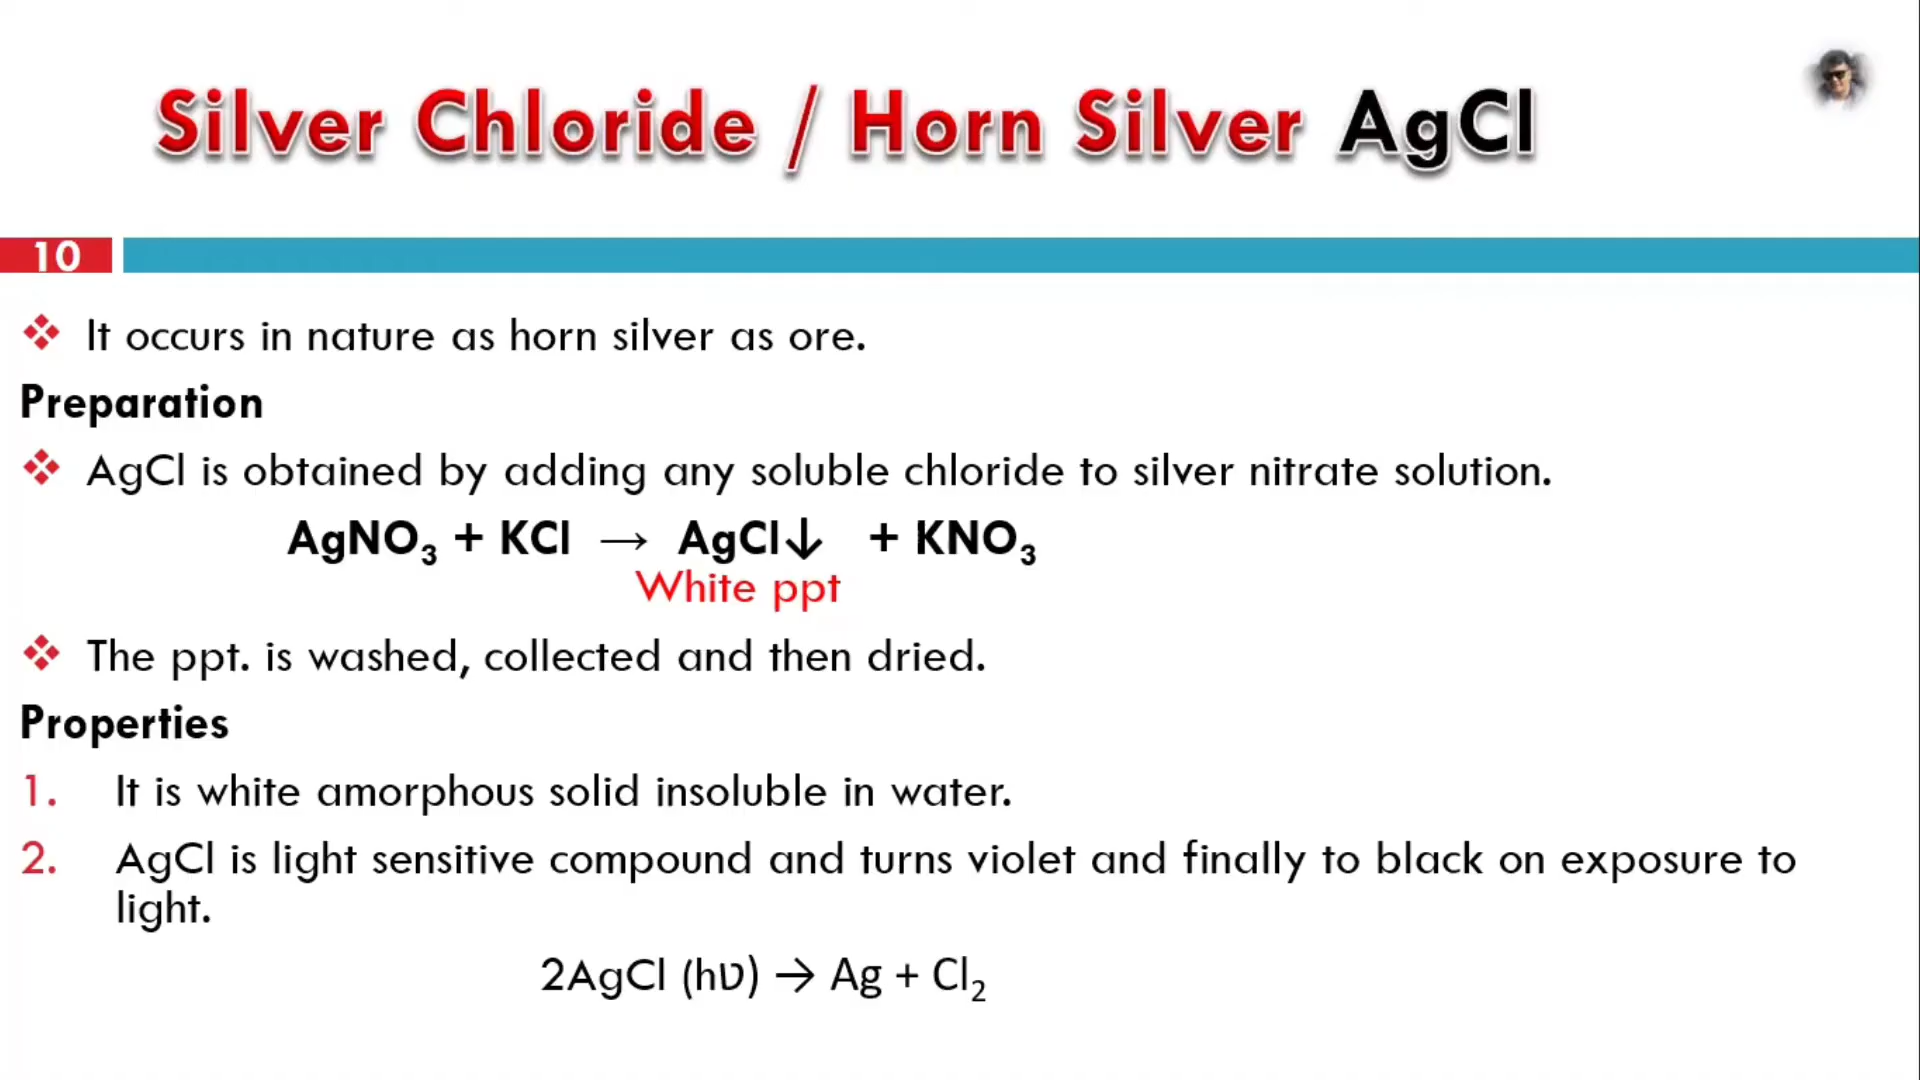 Silver Chloride / Horn Silver AgCl
10
❖ It occurs in nature as horn silver as ore.
Preparation
❖ AgCl is obtained by adding any soluble chloride to silver nitrate solution.
AgNO₃ + KCl → AgCl↓ + KNO₃
White ppt
❖ The ppt. is washed, collected and then dried.
Properties
1. It is white amorphous solid insoluble in water.
2. AgCl is light sensitive compound and turns violet and finally to black on exposure to
light.
2AgCl (hʋ) → Ag + Cl₂